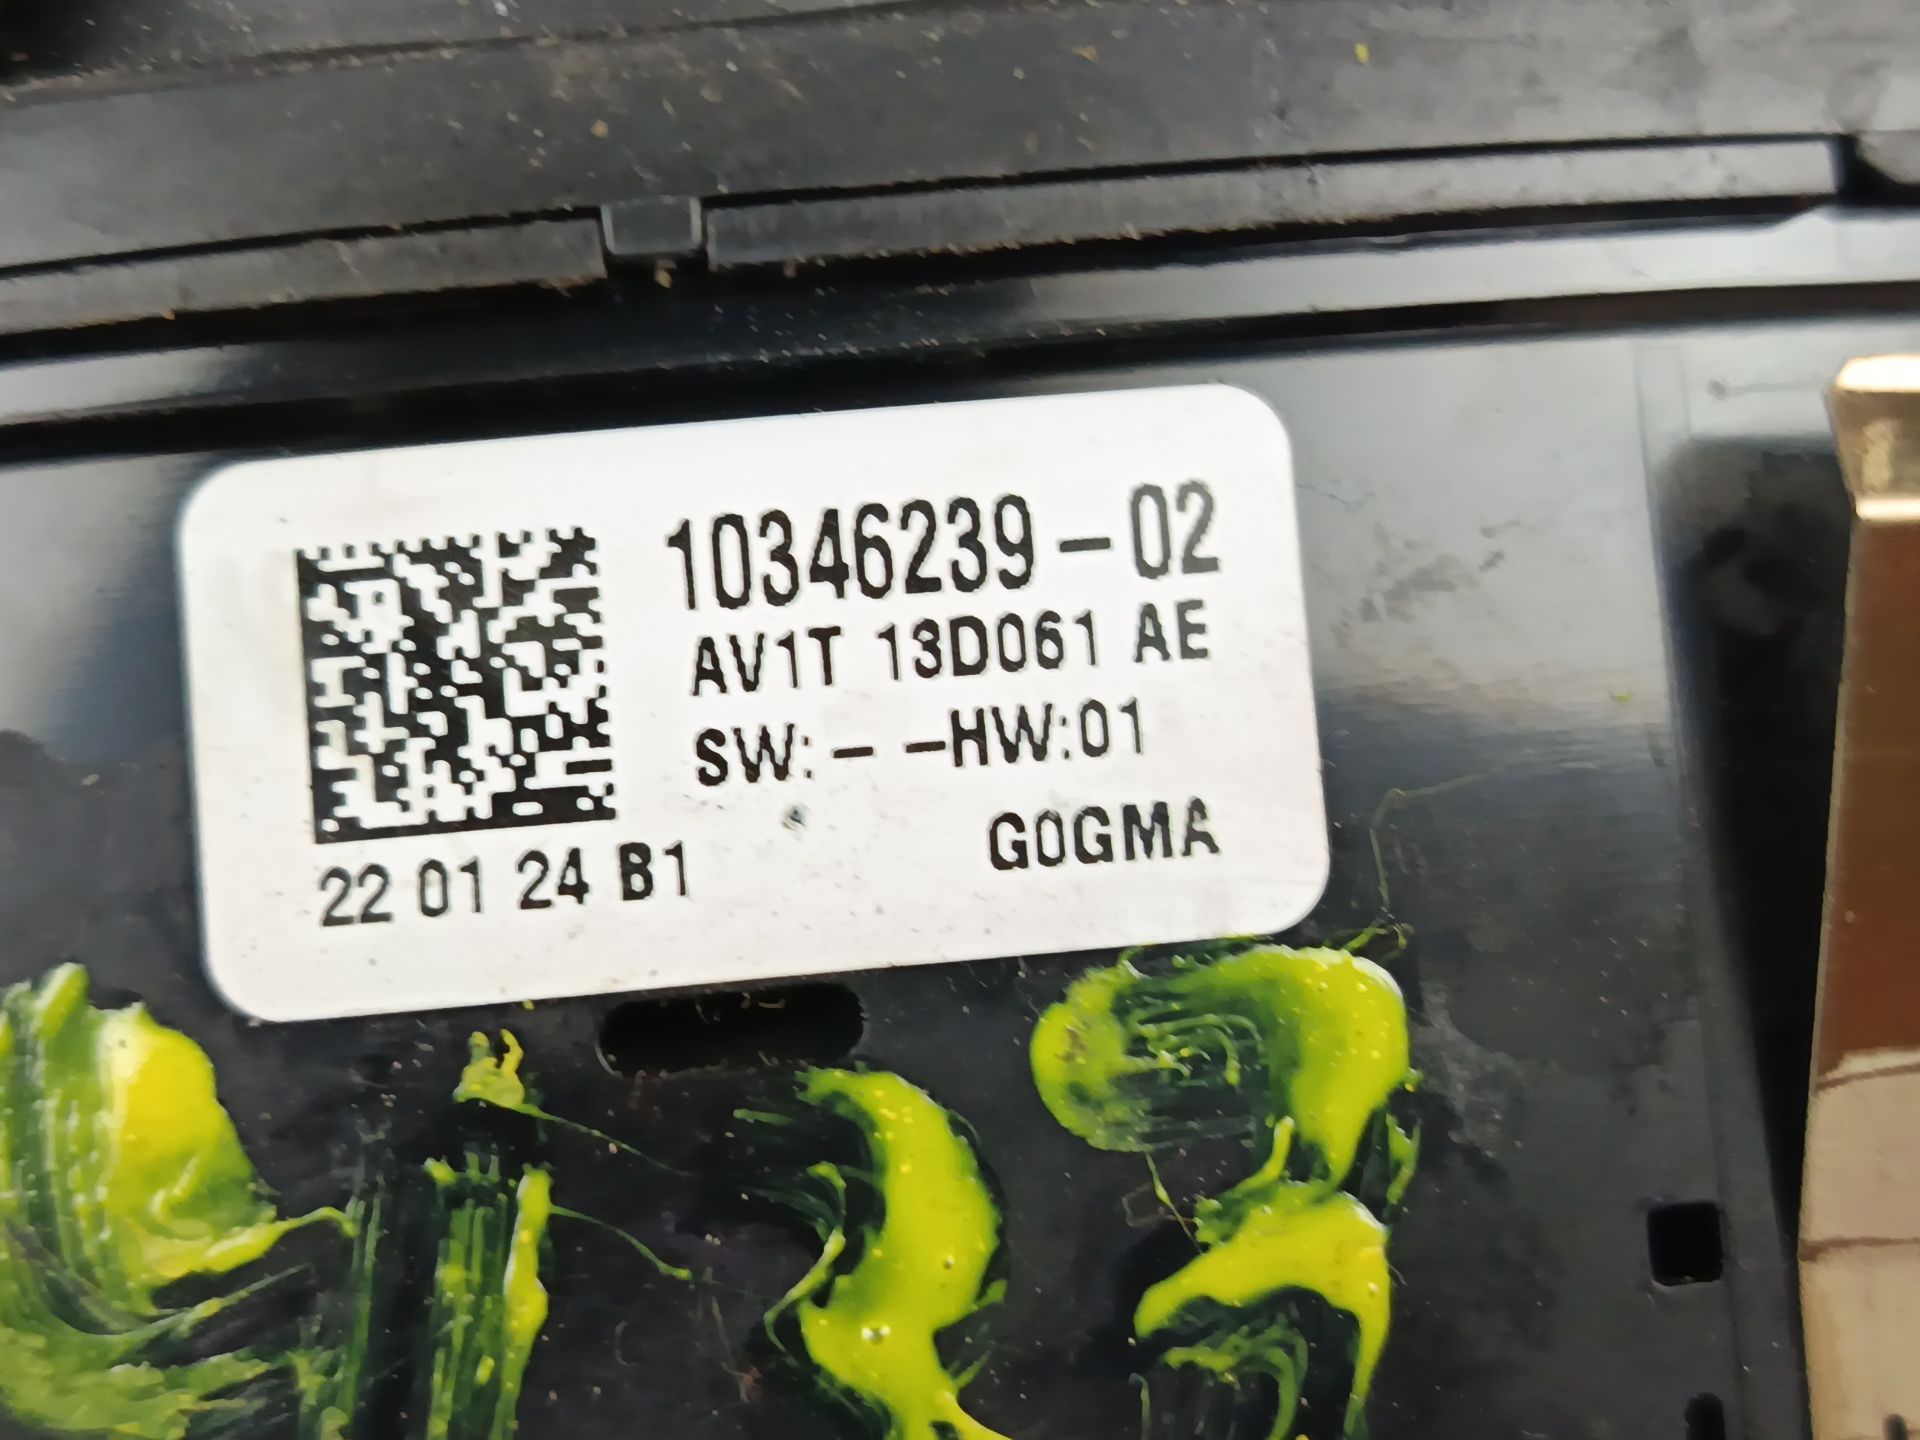 10346239-02
AV1T 13D061 AE
SW:- -HW:01
G0GMA
22 01 24 B1